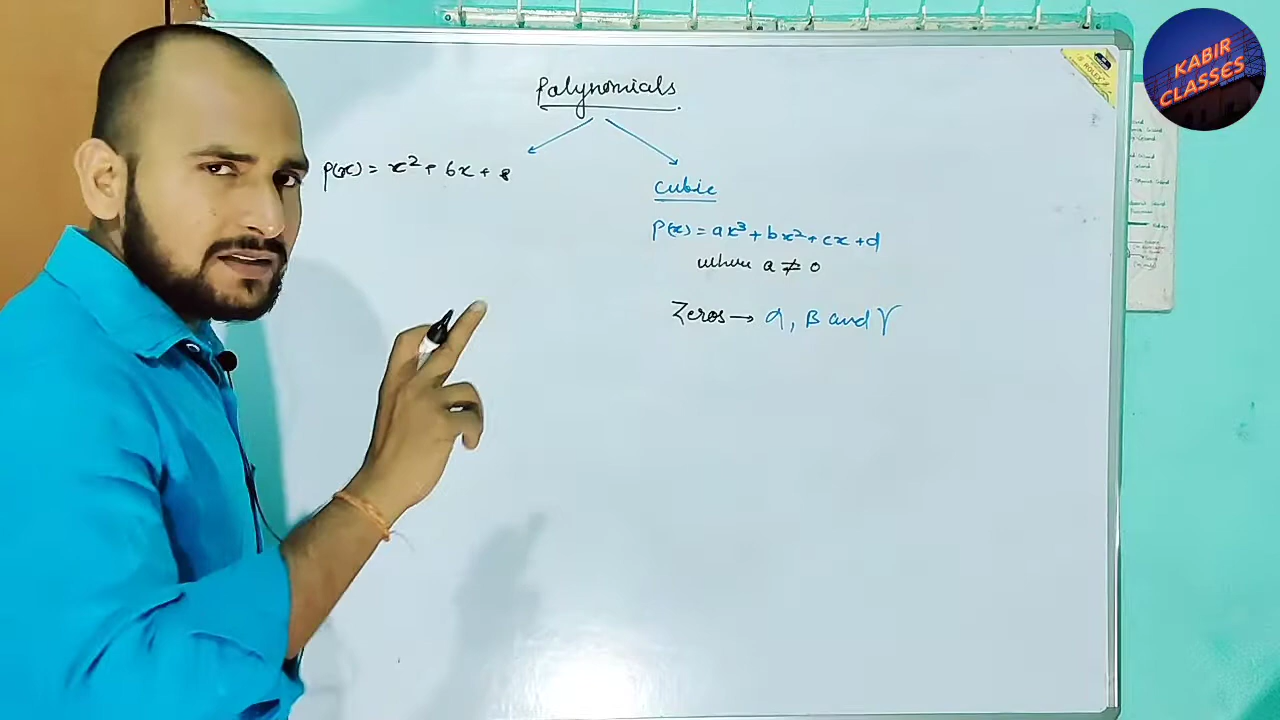 KABIR
CLASSES
Polynomials
P(x) = x² + 6x + 8
Cubic
P(x) = ax³ + bx² + cx + d
where a ≠ 0
Zeros → α, β and γ